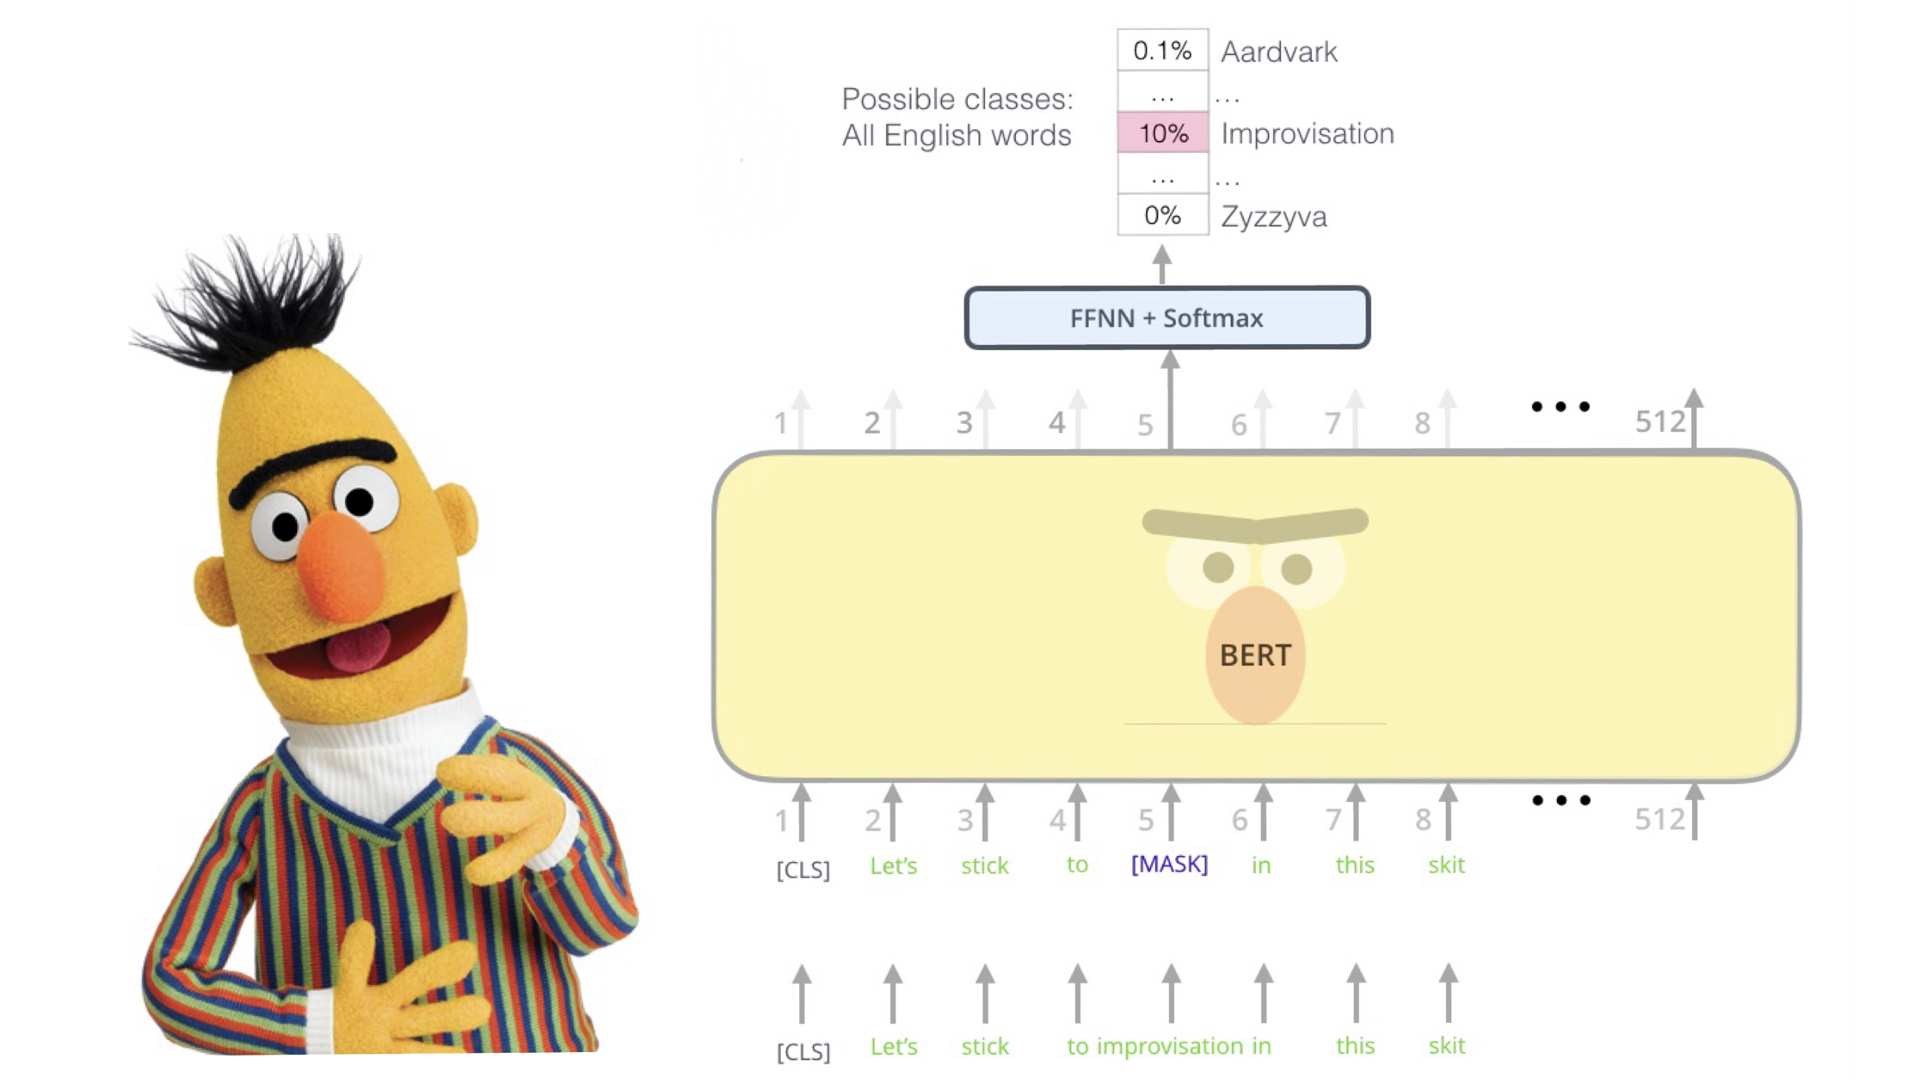 0.1% Aardvark
... ...
Possible classes:
All English words
10% Improvisation
... ...
0% Zyzzyva
FFNN + Softmax
1 2 3 4 5 6 7 8 ••• 512
BERT
1 2 3 4 5 6 7 8 ••• 512
[CLS] Let's stick to [MASK] in this skit
[CLS] Let's stick to improvisation in this skit